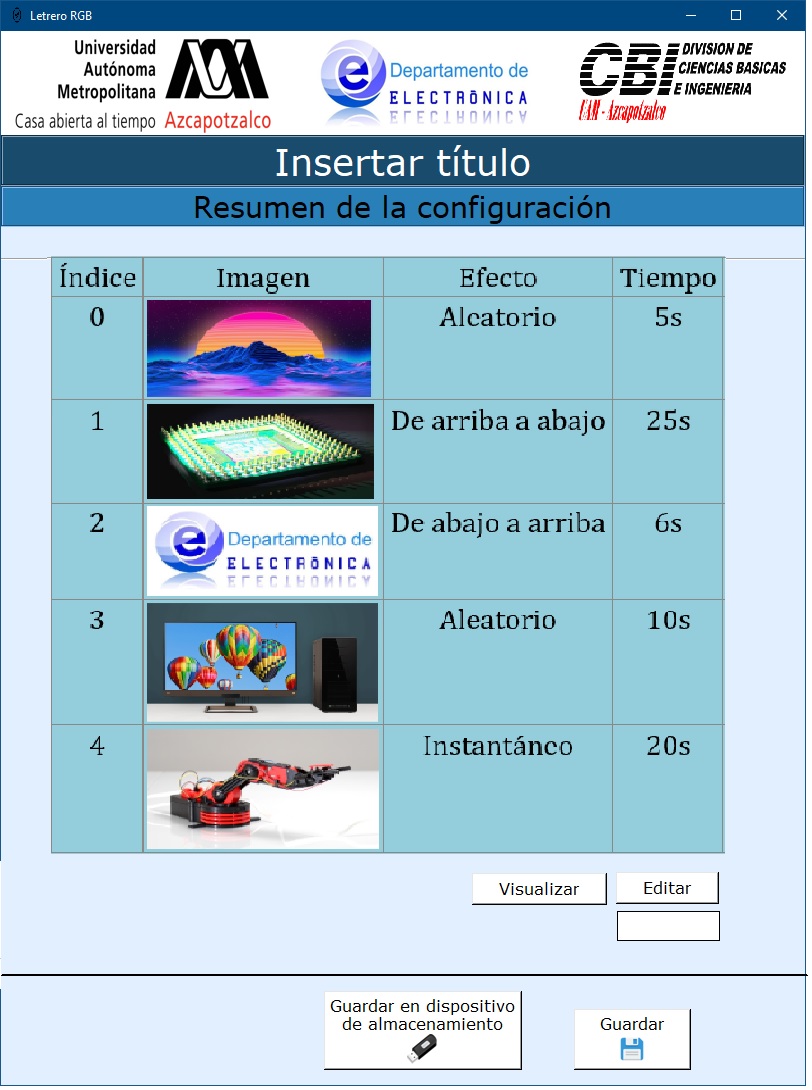 Letrero RGB
Universidad
Autónoma
Metropolitana
Casa abierta al tiempo Azcapotzalco
Departamento de
ELECTRÓNICA
CBI DIVISION DE
CIENCIAS BASICAS
E INGENIERIA
UAM - Azcapotzalco
Insertar título
Resumen de la configuración
Índice Imagen Efecto Tiempo
0 Aleatorio 5s
1 De arriba a abajo 25s
2 De abajo a arriba 6s
Departamento de
ELECTRÓNICA
3 Aleatorio 10s
4 Instantáneo 20s
Visualizar Editar
Guardar en dispositivo
de almacenamiento
Guardar